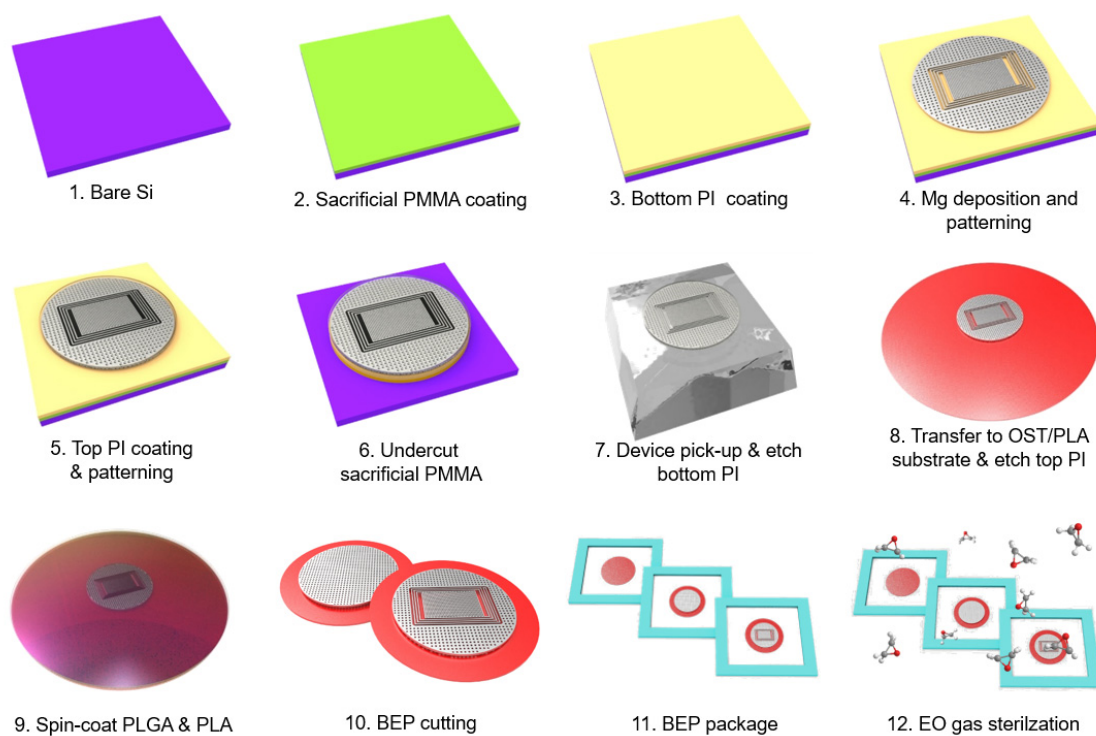 1. Bare Si
2. Sacrificial PMMA coating
3. Bottom PI coating
4. Mg deposition and
patterning
5. Top PI coating
& patterning
6. Undercut
sacrificial PMMA
7. Device pick-up & etch
bottom PI
8. Transfer to OST/PLA
substrate & etch top PI
9. Spin-coat PLGA & PLA
10. BEP cutting
11. BEP package
12. EO gas sterilzation